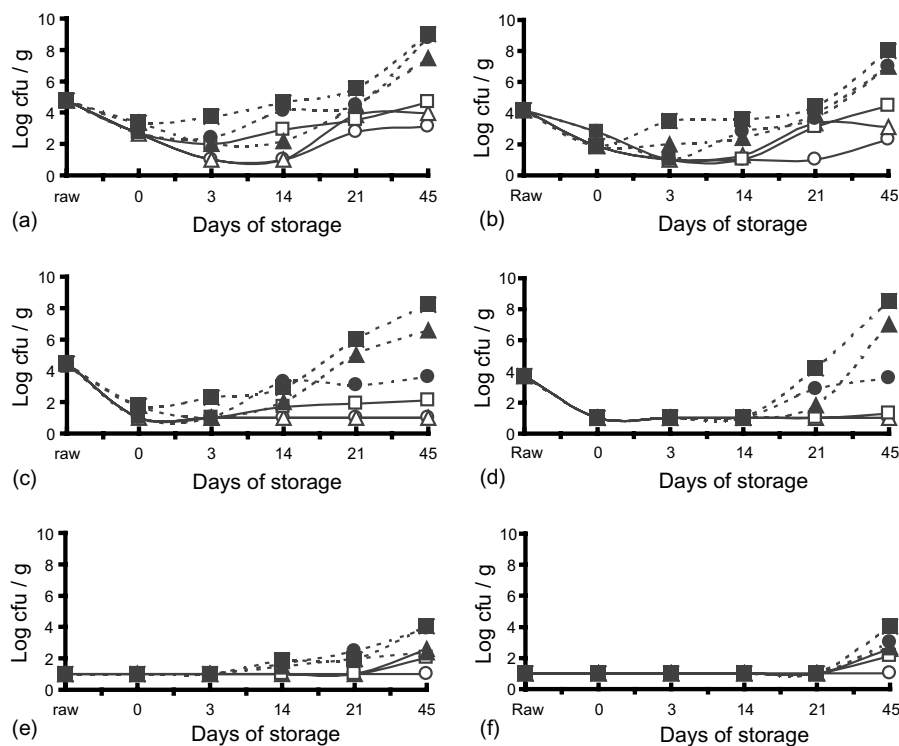 10
8
6
4
2
0
Log cfu / g
raw 0 3 14 21 45
(a) Days of storage
10
8
6
4
2
0
Log cfu / g
Raw 0 3 14 21 45
(b) Days of storage
10
8
6
4
2
0
Log cfu / g
raw 0 3 14 21 45
(c) Days of storage
10
8
6
4
2
0
Log cfu / g
Raw 0 3 14 21 45
(d) Days of storage
10
8
6
4
2
0
Log cfu / g
raw 0 3 14 21 45
(e) Days of storage
10
8
6
4
2
0
Log cfu / g
Raw 0 3 14 21 45
(f) Days of storage